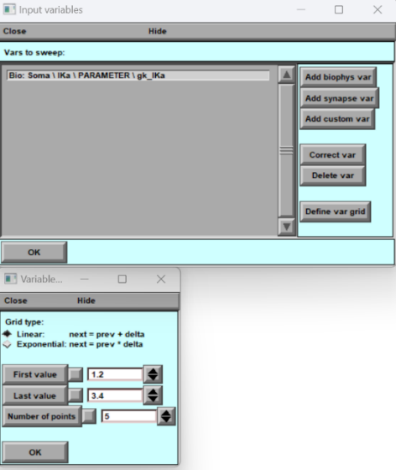 Input variables
Close Hide
Vars to sweep:
Bio: Soma \ IKa \ PARAMETER \ gk_IKa
Add biophys var
Add synapse var
Add custom var
Correct var
Delete var
Define var grid
OK
Variable...
Close Hide
Grid type:
Linear: next = prev + delta
Exponential: next = prev * delta
First value 1.2
Last value 3.4
Number of points 5
OK